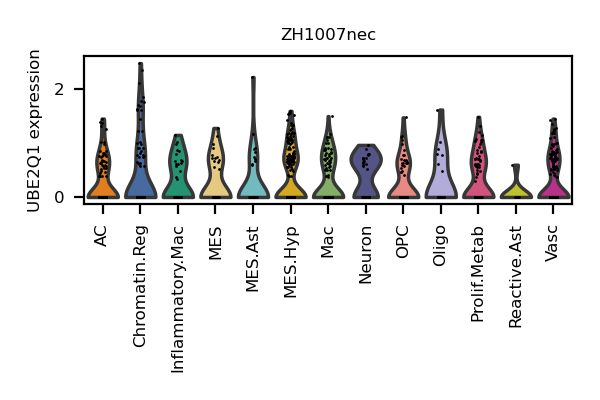 ZH1007nec
UBE2Q1 expression
2
0
AC
Chromatin.Reg
Inflammatory.Mac
MES
MES.Ast
MES.Hyp
Mac
Neuron
OPC
Oligo
Prolif.Metab
Reactive.Ast
Vasc